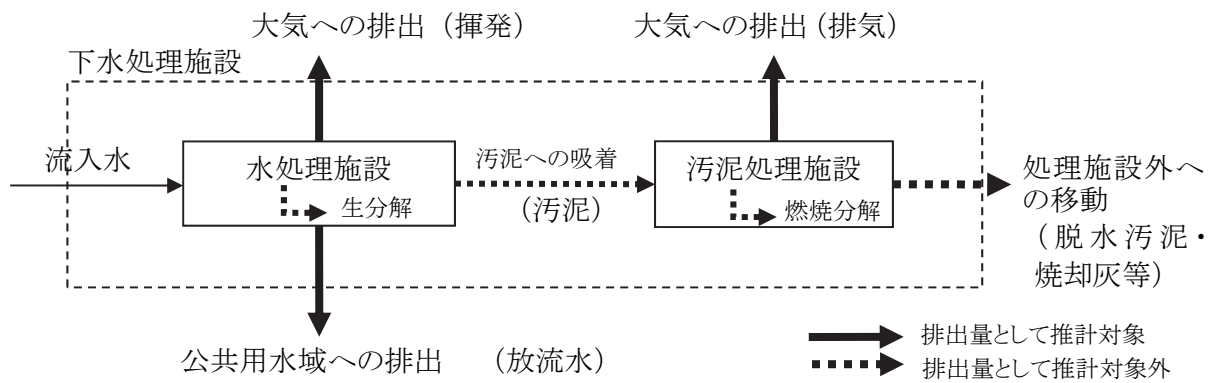 大気への排出（揮発）
大気への排出（排気）
下水処理施設
流入水
水処理施設
生分解
汚泥への吸着
（汚泥）
汚泥処理施設
燃焼分解
処理施設外へ
の移動
（脱水汚泥・
焼却灰等）
公共用水域への排出　（放流水）
排出量として推計対象
排出量として推計対象外